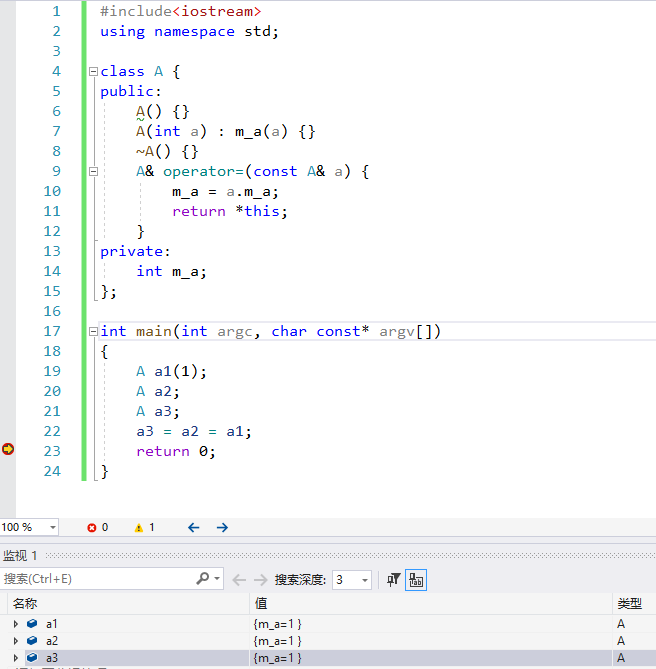 1 #include<iostream>
2 using namespace std;
3
4 class A {
5 public:
6 A() {}
7 A(int a) : m_a(a) {}
8 ~A() {}
9 A& operator=(const A& a) {
10 m_a = a.m_a;
11 return *this;
12 }
13 private:
14 int m_a;
15 };
16
17 int main(int argc, char const* argv[])
18 {
19 A a1(1);
20 A a2;
21 A a3;
22 a3 = a2 = a1;
23 return 0;
24 }
100 % 0 1
监视 1
搜索(Ctrl+E) 搜索深度: 3
名称 值 类型
a1 {m_a=1 } A
a2 {m_a=1 } A
a3 {m_a=1 } A